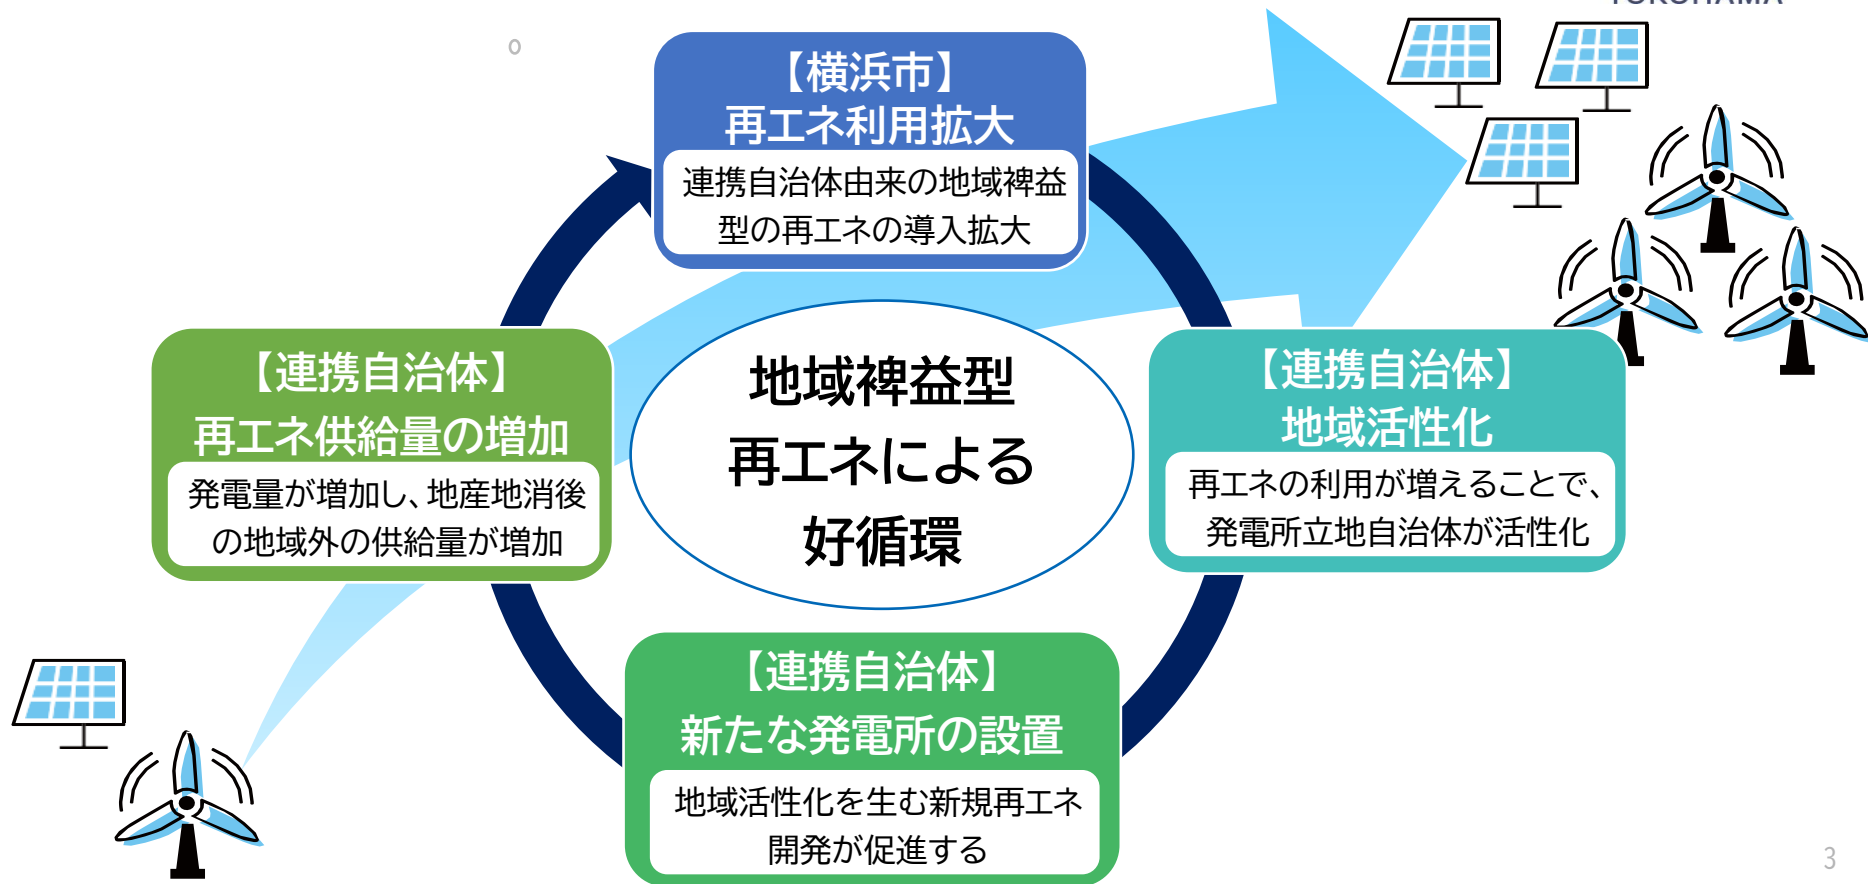 YOKOHAMA
。
【横浜市】
再エネ利用拡大
連携自治体由来の地域裨益
型の再エネの導入拡大
【連携自治体】
地域活性化
再エネの利用が増えることで、
発電所立地自治体が活性化
【連携自治体】
新たな発電所の設置
地域活性化を生む新規再エネ
開発が促進する
【連携自治体】
再エネ供給量の増加
発電量が増加し、地産地消後
の地域外の供給量が増加
地域裨益型
再エネによる
好循環
3